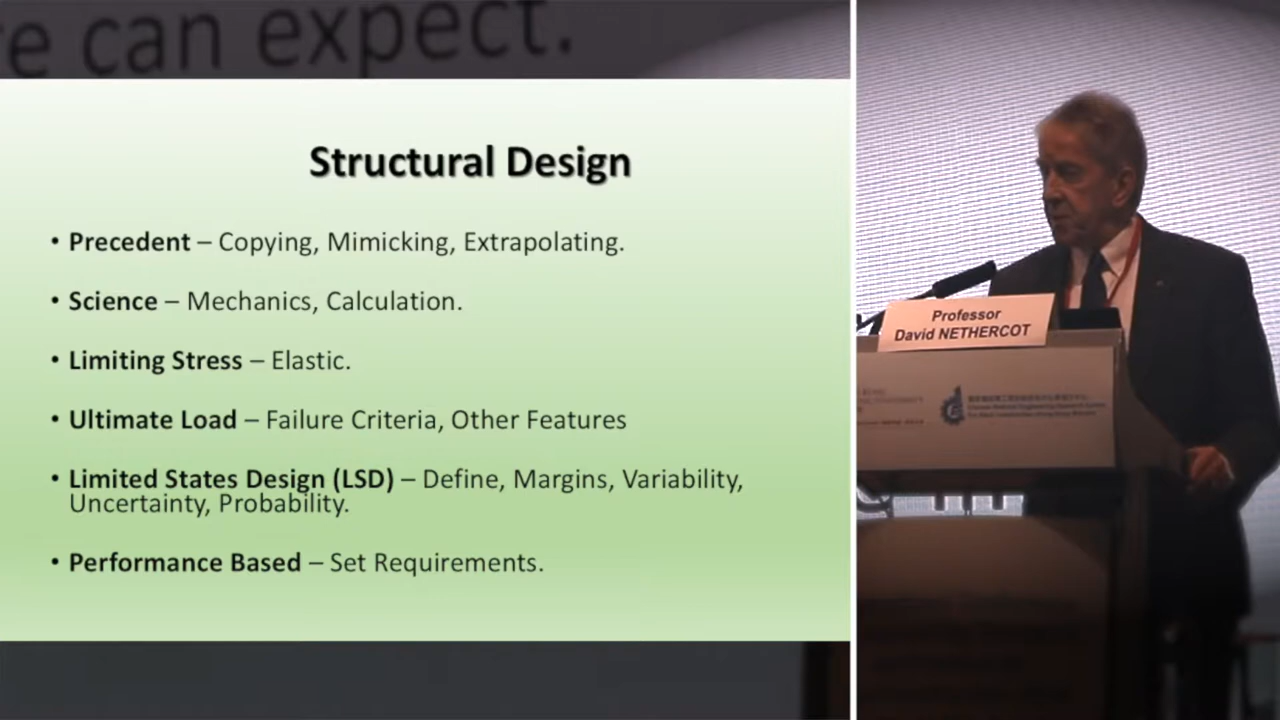 e can expect.
Structural Design
• Precedent – Copying, Mimicking, Extrapolating.
• Science – Mechanics, Calculation.
• Limiting Stress – Elastic.
• Ultimate Load – Failure Criteria, Other Features
• Limited States Design (LSD) – Define, Margins, Variability,
Uncertainty, Probability.
• Performance Based – Set Requirements.
Professor
David NETHERCOT